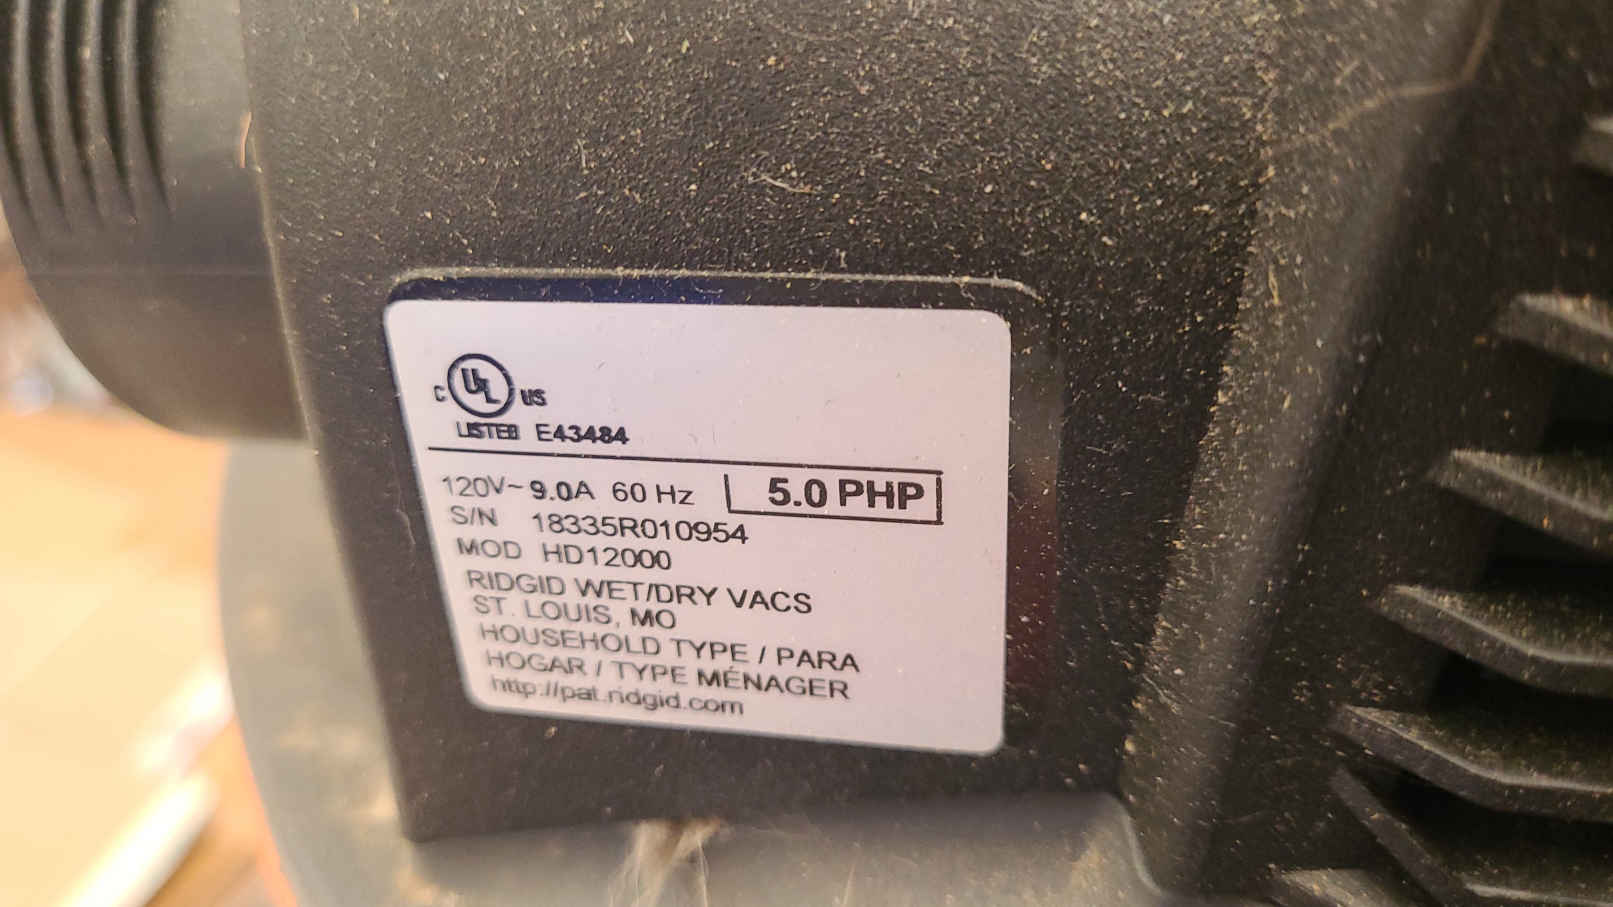 C UL US
LISTED E43484
120V~ 9.0A 60 Hz 5.0 PHP
S/N 18335R010954
MOD HD12000
RIDGID WET/DRY VACS
ST. LOUIS, MO
HOUSEHOLD TYPE / PARA
HOGAR / TYPE MÉNAGER
http://pat.ridgid.com